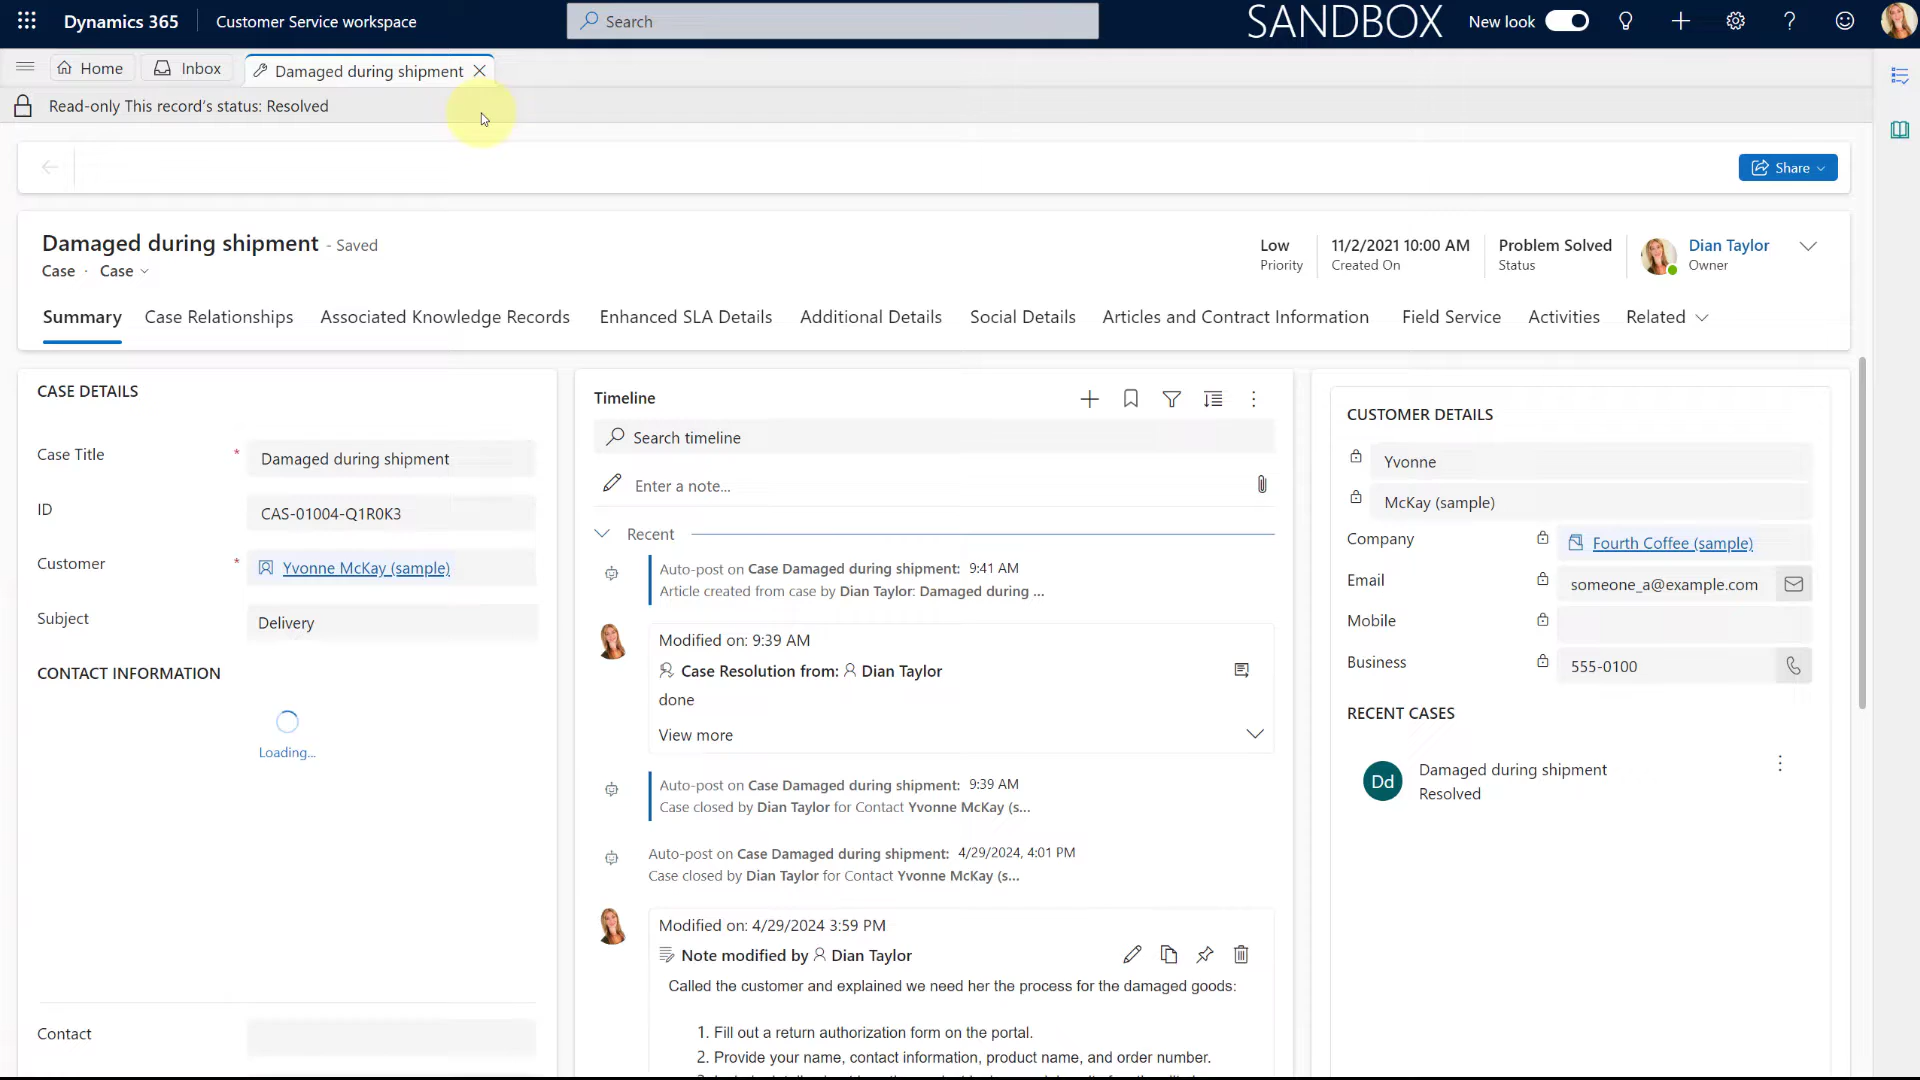 Dynamics 365
Customer Service workspace
Search
SANDBOX
New look
Home
Inbox
Damaged during shipment
Read-only This record's status: Resolved
Share
Damaged during shipment - Saved
Case · Case
Low
Priority
11/2/2021 10:00 AM
Created On
Problem Solved
Status
Dian Taylor
Owner
Summary
Case Relationships
Associated Knowledge Records
Enhanced SLA Details
Additional Details
Social Details
Articles and Contract Information
Field Service
Activities
Related
CASE DETAILS
Case Title * Damaged during shipment
ID CAS-01004-Q1R0K3
Customer * Yvonne McKay (sample)
Subject Delivery
CONTACT INFORMATION
Loading...
Contact
Timeline
Search timeline
Enter a note...
Recent
Auto-post on Case Damaged during shipment: 9:41 AM
Article created from case by Dian Taylor: Damaged during ...
Modified on: 9:39 AM
Case Resolution from: Dian Taylor
done
View more
Auto-post on Case Damaged during shipment: 9:39 AM
Case closed by Dian Taylor for Contact Yvonne McKay (s...
Auto-post on Case Damaged during shipment: 4/29/2024, 4:01 PM
Case closed by Dian Taylor for Contact Yvonne McKay (s...
Modified on: 4/29/2024 3:59 PM
Note modified by Dian Taylor
Called the customer and explained we need her the process for the damaged goods:
1. Fill out a return authorization form on the portal.
2. Provide your name, contact information, product name, and order number.
CUSTOMER DETAILS
Yvonne
McKay (sample)
Company Fourth Coffee (sample)
Email someone_a@example.com
Mobile
Business 555-0100
RECENT CASES
Dd
Damaged during shipment
Resolved